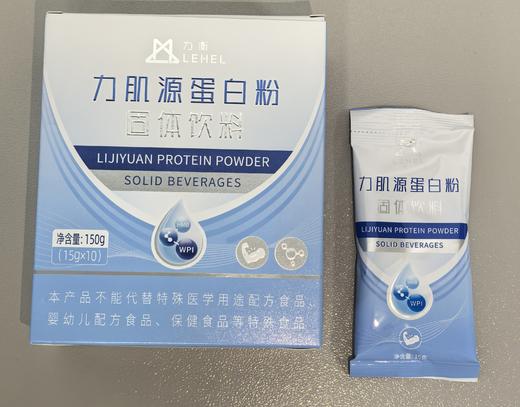 力衡
LEHEL
力肌源蛋白粉
固体饮料
LIJIYUAN PROTEIN POWDER
SOLID BEVERAGES
净含量: 150g
(15g×10)
WPI
本产品不能代替特殊医学用途配方食品、
婴幼儿配方食品、保健食品等特殊食品
LEHEL
力肌源蛋白粉
固体饮料
LIJIYUAN PROTEIN POWDER
SOLID BEVERAGES
WPI
净含量: 15g